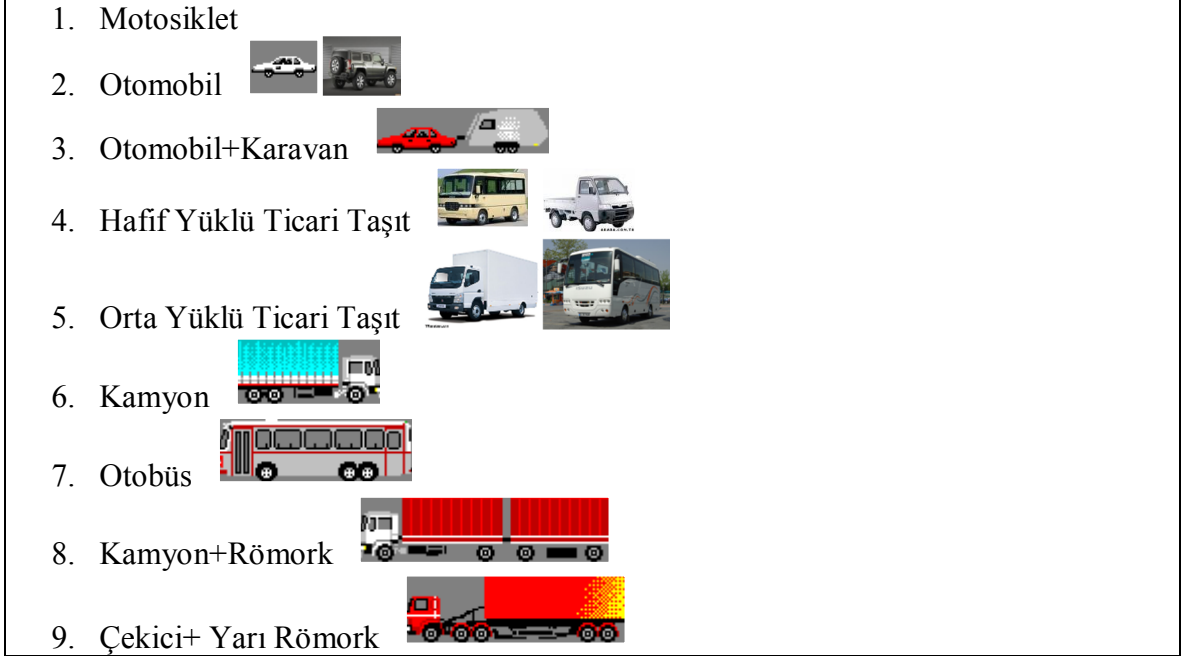 1. Motosiklet
2. Otomobil
3. Otomobil+Karavan
4. Hafif Yüklü Ticari Taşıt
5. Orta Yüklü Ticari Taşıt
6. Kamyon
7. Otobüs
8. Kamyon+Römork
9. Çekici+ Yarı Römork